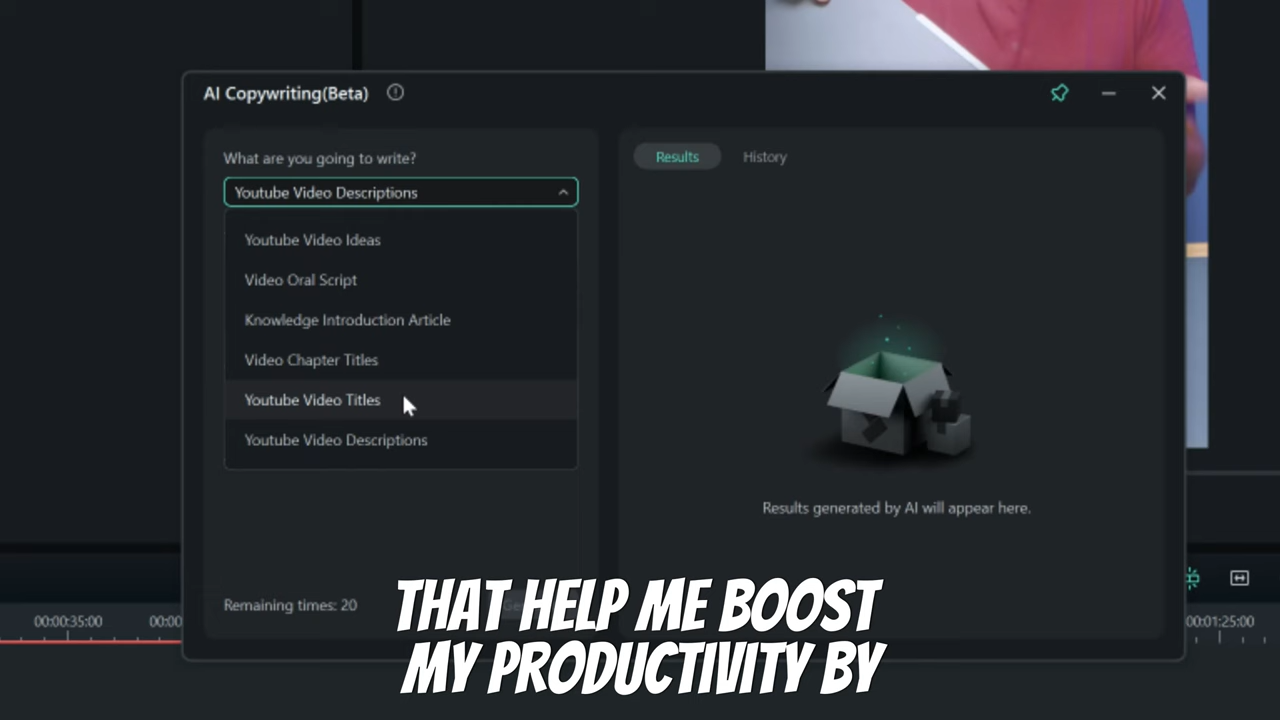 AI Copywriting(Beta)
What are you going to write?
Youtube Video Descriptions
Youtube Video Ideas
Video Oral Script
Knowledge Introduction Article
Video Chapter Titles
Youtube Video Titles
Youtube Video Descriptions
Remaining times: 20
Results
History
Results generated by AI will appear here.
00:00:35:00
00:01:25:00
THAT HELP ME BOOST
MY PRODUCTIVITY BY